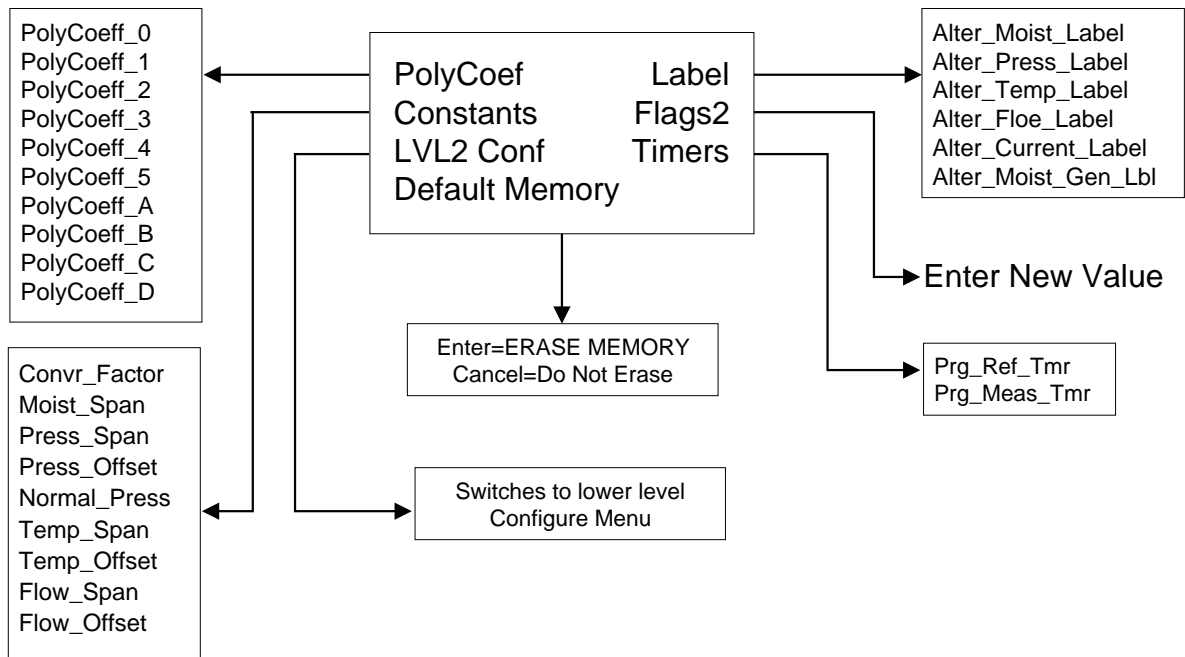 PolyCoeff_0
PolyCoeff_1
PolyCoeff_2
PolyCoeff_3
PolyCoeff_4
PolyCoeff_5
PolyCoeff_A
PolyCoeff_B
PolyCoeff_C
PolyCoeff_D
PolyCoef Label
Constants Flags2
LVL2 Conf Timers
Default Memory
Alter_Moist_Label
Alter_Press_Label
Alter_Temp_Label
Alter_Floe_Label
Alter_Current_Label
Alter_Moist_Gen_Lbl
Enter New Value
Enter=ERASE MEMORY
Cancel=Do Not Erase
Prg_Ref_Tmr
Prg_Meas_Tmr
Convr_Factor
Moist_Span
Press_Span
Press_Offset
Normal_Press
Temp_Span
Temp_Offset
Flow_Span
Flow_Offset
Switches to lower level
Configure Menu